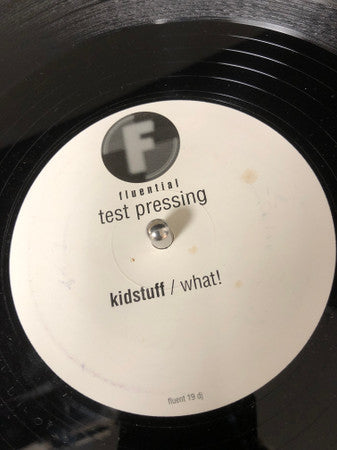 F
fluential
test pressing
kidstuff / what!
fluent 19 dj